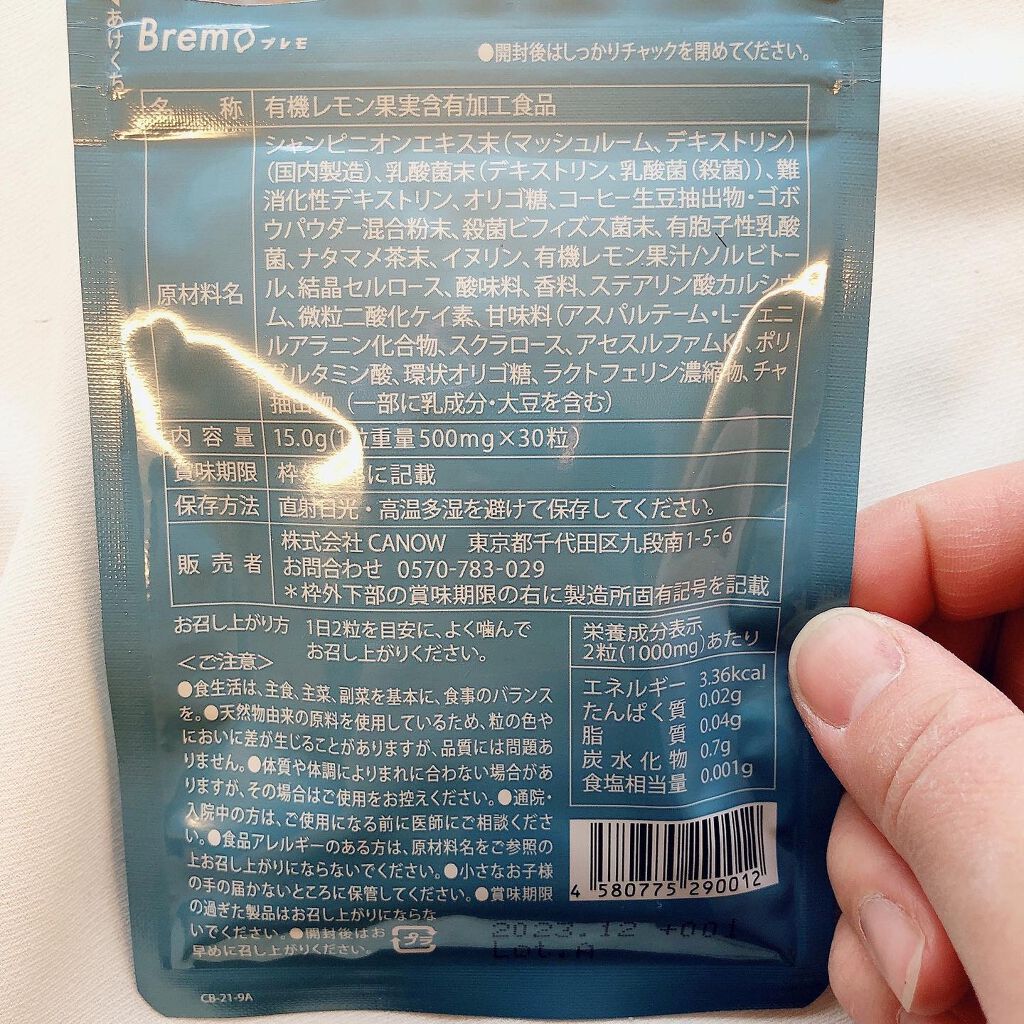 あけくち
Bremo ブレモ
●開封後はしっかりチャックを閉めてください。
名 称 有機レモン果実含有加工食品
原材料名
シャンピニオンエキス末(マッシュルーム、デキストリン)
(国内製造)、乳酸菌末(デキストリン、乳酸菌(殺菌))、難
消化性デキストリン、オリゴ糖、コーヒー生豆抽出物・ゴボ
ウパウダー混合粉末、殺菌ビフィズス菌末、有胞子性乳酸
菌、ナタマメ茶末、イヌリン、有機レモン果汁/ソルビトー
ル、結晶セルロース、酸味料、香料、ステアリン酸カルシウ
ム、微粒二酸化ケイ素、甘味料(アスパルテーム・L-フェニ
ルアラニン化合物、スクラロース、アセスルファムK)、ポリ
グルタミン酸、環状オリゴ糖、ラクトフェリン濃縮物、チャ
抽出物 (一部に乳成分・大豆を含む)
内容量 15.0g(1粒重量500mg×30粒)
賞味期限 枠 に記載
保存方法 直射日光・高温多湿を避けて保存してください。
販売者
株式会社 CANOW 東京都千代田区九段南1-5-6
お問合わせ 0570-783-029
*枠外下部の賞味期限の右に製造所固有記号を記載
お召し上がり方 1日2粒を目安に、よく噛んで
お召し上がりください。
<ご注意>
●食生活は、主食、主菜、副菜を基本に、食事のバランス
を。●天然物由来の原料を使用しているため、粒の色や
においに差が生じることがありますが、品質には問題あ
りません。●体質や体調によりまれに合わない場合があ
りますが、その場合はご使用をお控えください。●通院・
入院中の方は、ご使用になる前に医師にご相談くださ
い。●食品アレルギーのある方は、原材料名をご参照の
上お召し上がりにならないでください。●小さなお子様
の手の届かないところに保管してください。●賞味期限
の過ぎた製品はお召し上がりにならな
いでください。●開封後はお
早めに召し上がりください。
プラ
栄養成分表示
2粒(1000mg)あたり
エネルギー 3.36kcal
たんぱく質 0.02g
脂 質 0.04g
炭水化物 0.7g
食塩相当量 0.001g
4 580775 290012
2023.12 +001
Lot.A
CB-21-9A